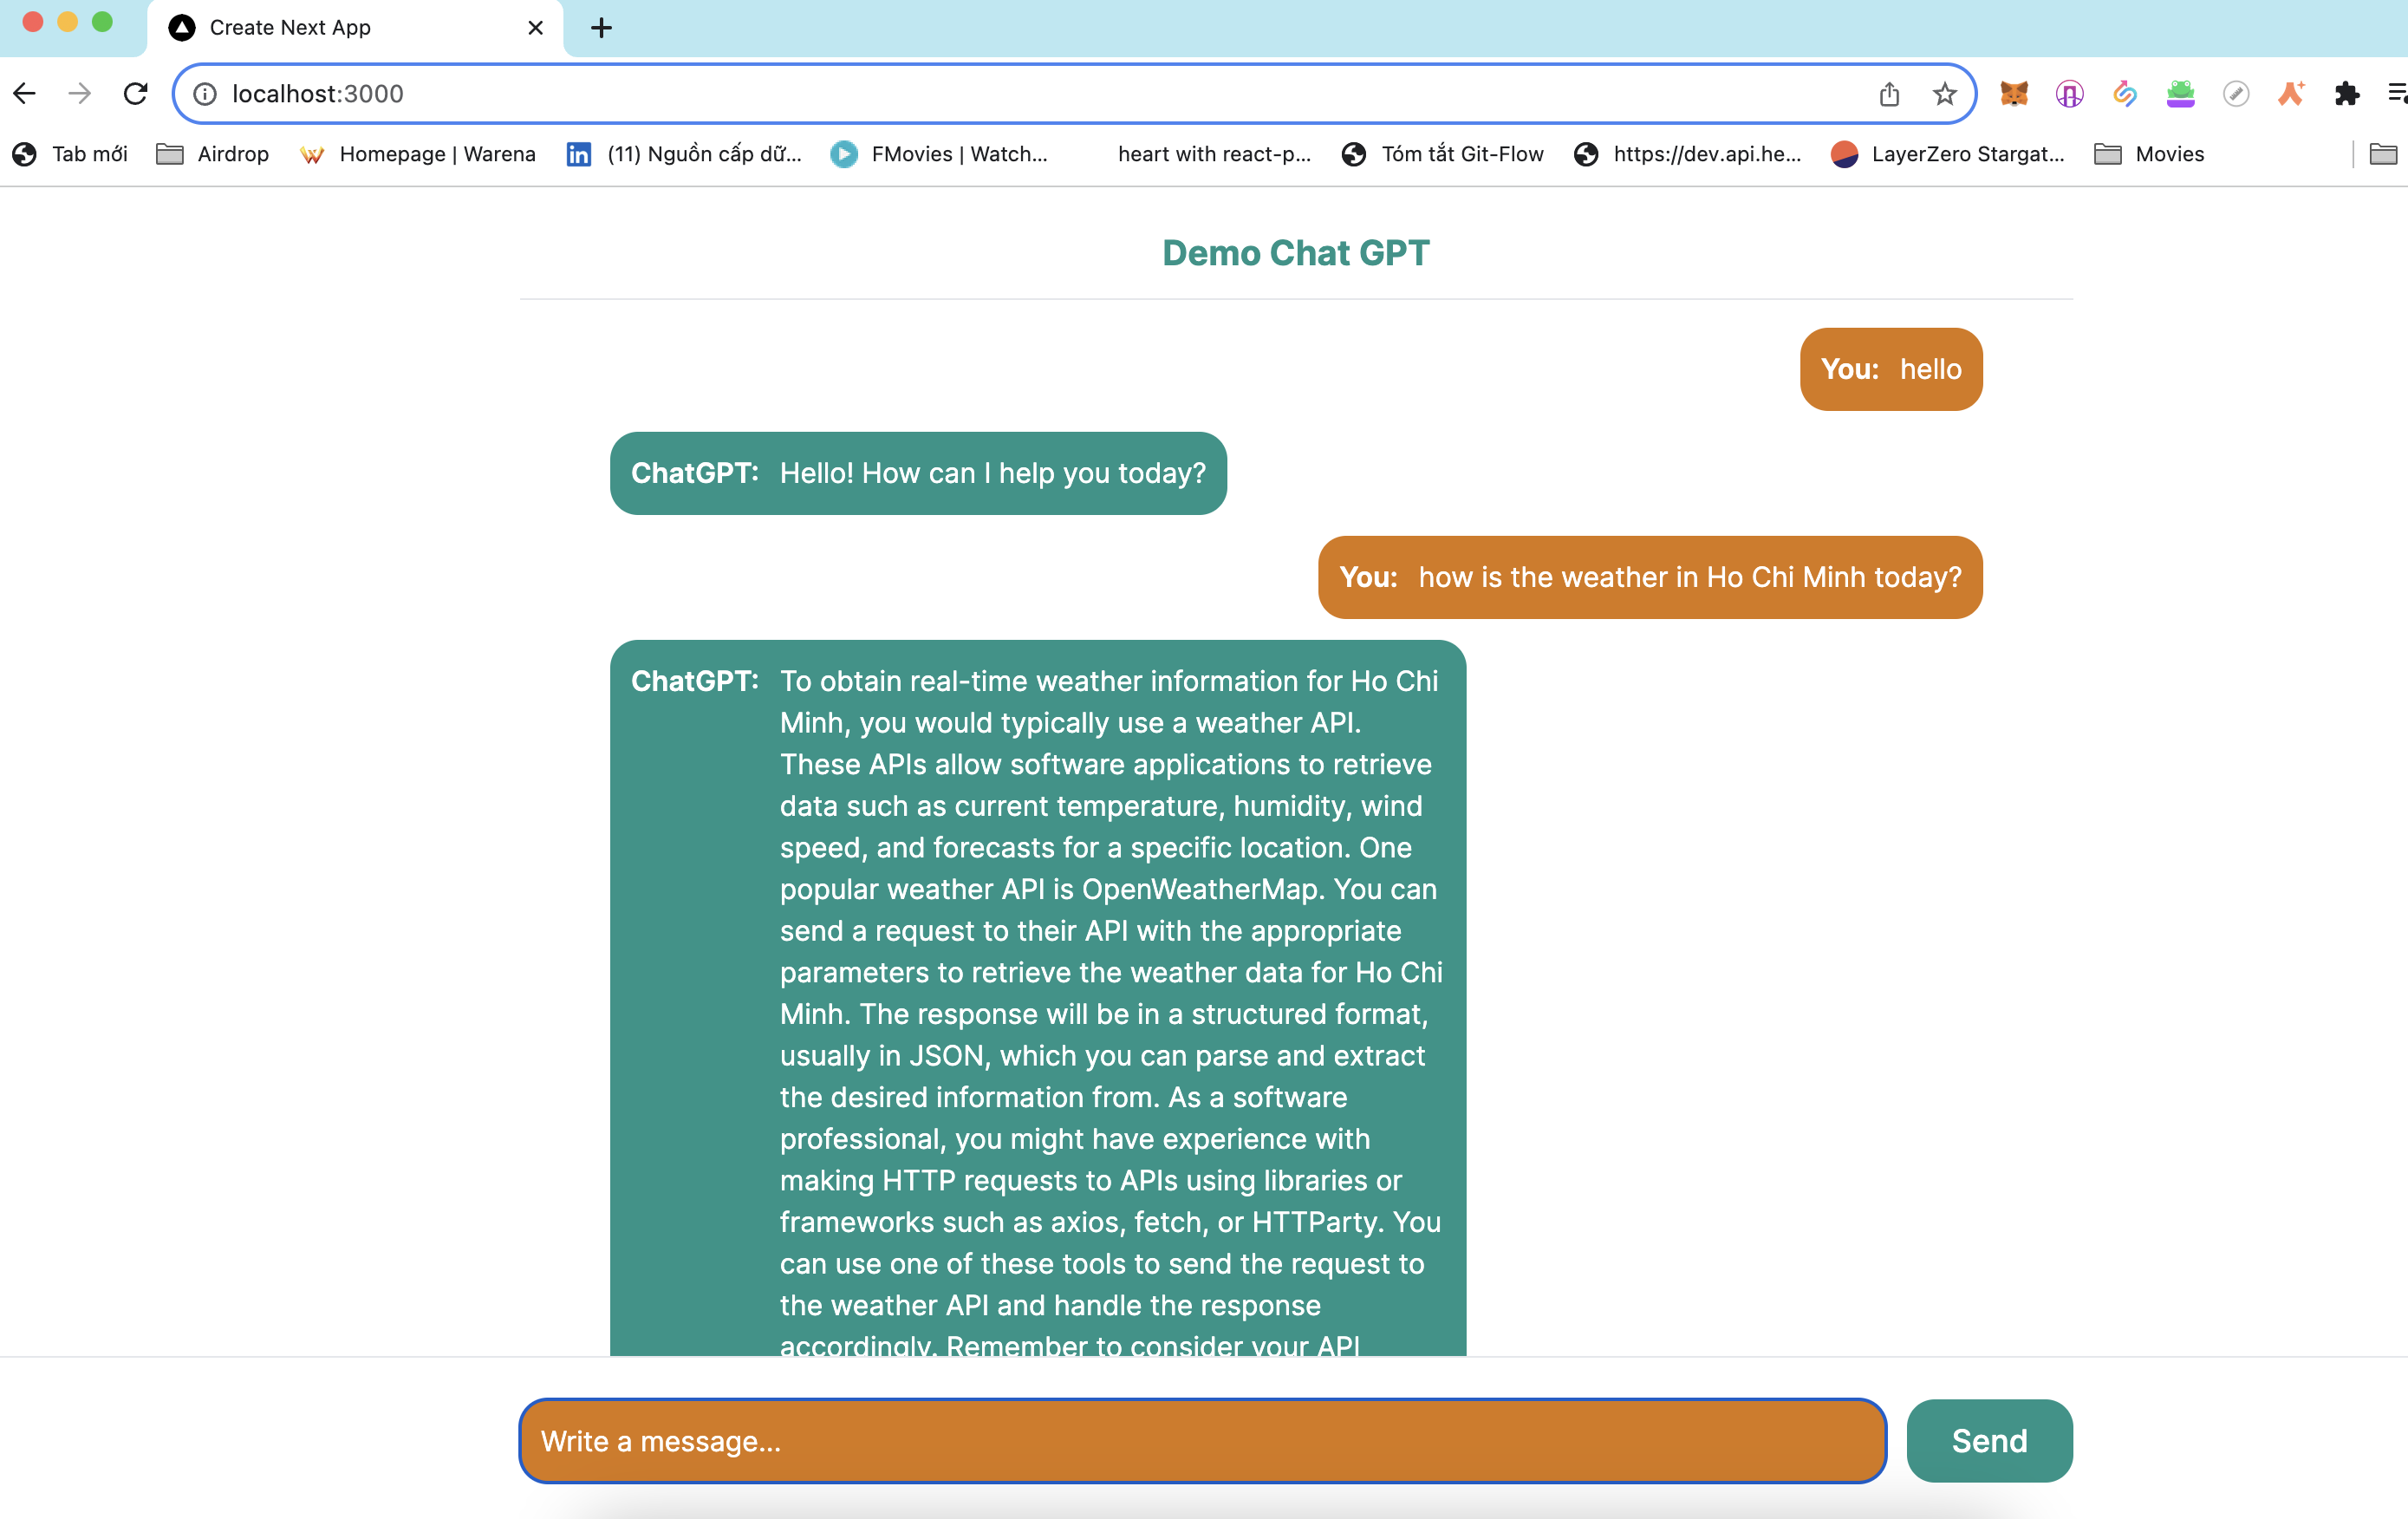 Create Next App
localhost:3000
Tab mới
Airdrop
Homepage | Warena
(11) Nguồn cấp dữ...
FMovies | Watch...
heart with react-p...
Tóm tắt Git-Flow
https://dev.api.he...
LayerZero Stargat...
Movies
Demo Chat GPT
You: hello
ChatGPT: Hello! How can I help you today?
You: how is the weather in Ho Chi Minh today?
ChatGPT: To obtain real-time weather information for Ho Chi
Minh, you would typically use a weather API.
These APIs allow software applications to retrieve
data such as current temperature, humidity, wind
speed, and forecasts for a specific location. One
popular weather API is OpenWeatherMap. You can
send a request to their API with the appropriate
parameters to retrieve the weather data for Ho Chi
Minh. The response will be in a structured format,
usually in JSON, which you can parse and extract
the desired information from. As a software
professional, you might have experience with
making HTTP requests to APIs using libraries or
frameworks such as axios, fetch, or HTTParty. You
can use one of these tools to send the request to
the weather API and handle the response
accordingly. Remember to consider your API
Write a message...
Send